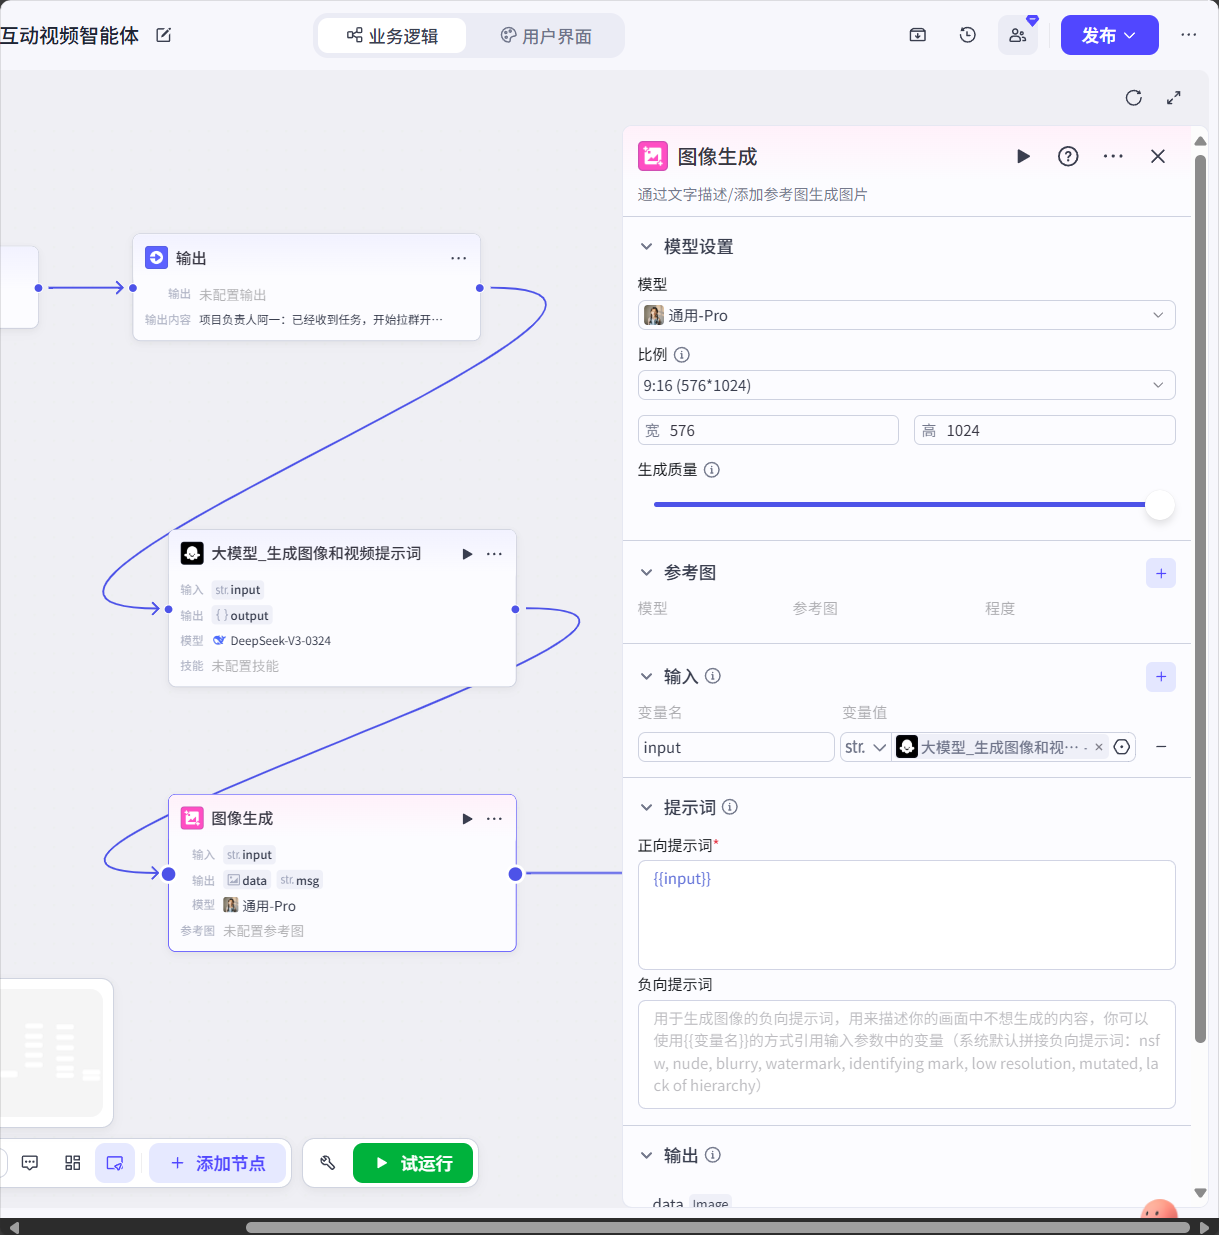 互动视频智能体
业务逻辑
用户界面
发布
输出
输出 未配置输出
输出内容 项目负责人阿一：已经收到任务，开始拉群开···
大模型_生成图像和视频提示词
输入 str. input
输出 { } output
模型 DeepSeek-V3-0324
技能 未配置技能
图像生成
输入 str. input
输出 data str. msg
模型 通用-Pro
参考图 未配置参考图
添加节点
试运行
图像生成
通过文字描述/添加参考图生成图片
模型设置
模型
通用-Pro
比例
9:16 (576*1024)
宽 576 高 1024
生成质量
参考图
模型 参考图 程度
输入
变量名 变量值
input str. 大模型_生成图像和视··· -
提示词
正向提示词*
{{input}}
负向提示词
用于生成图像的负向提示词，用来描述你的画面中不想生成的内容，你可以
使用{{变量名}}的方式引用输入参数中的变量（系统默认拼接负向提示词：nsf
w, nude, blurry, watermark, identifying mark, low resolution, mutated, la
ck of hierarchy）
输出
data Image